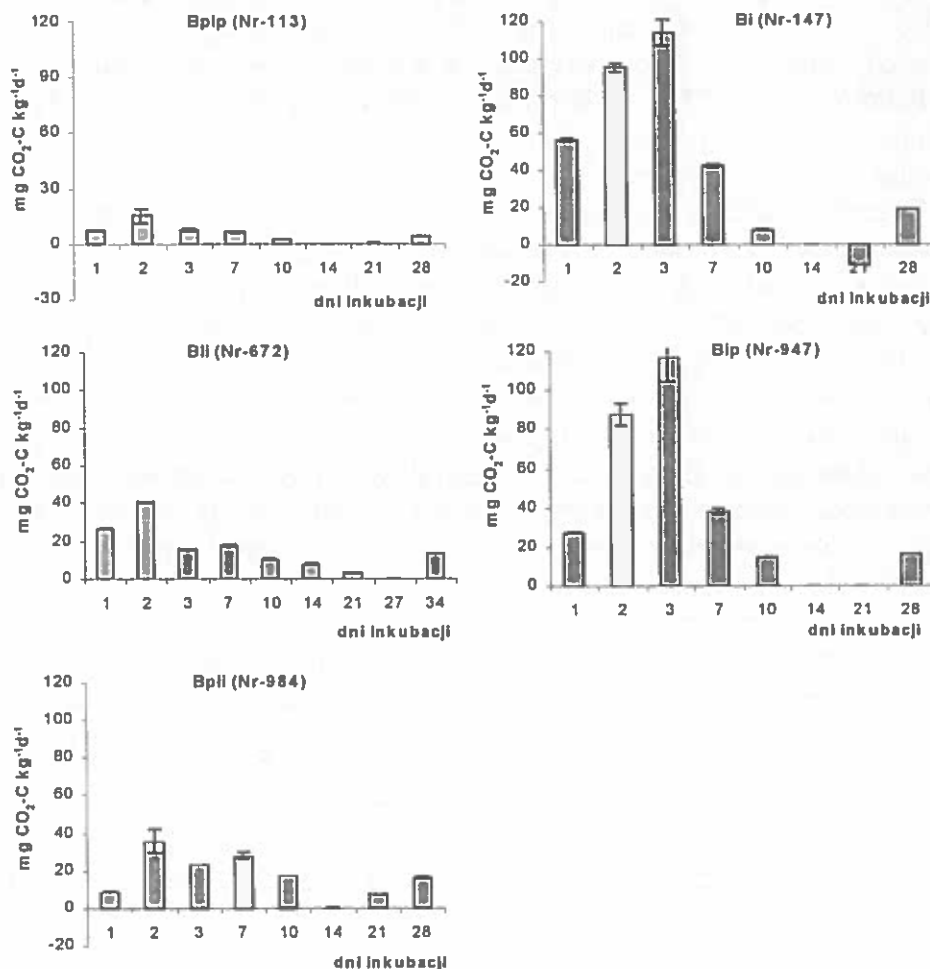 Bplp (Nr-113)
mg CO₂-C kg⁻¹d⁻¹
120
90
60
30
0
-30
1 2 3 7 10 14 21 28
dni inkubacji
Bi (Nr-147)
mg CO₂-C kg⁻¹d⁻¹
120
100
80
60
40
20
0
-20
1 2 3 7 10 14 21 28
dni inkubacji
Bli (Nr-672)
mg CO₂-C kg⁻¹d⁻¹
120
100
80
60
40
20
0
1 2 3 7 10 14 21 27 34
dni inkubacji
Blp (Nr-947)
mg CO₂-C kg⁻¹d⁻¹
120
100
80
60
40
20
0
1 2 3 7 10 14 21 28
dni inkubacji
Bpli (Nr-984)
mg CO₂-C kg⁻¹d⁻¹
120
100
80
60
40
20
0
-20
1 2 3 7 10 14 21 28
dni inkubacji